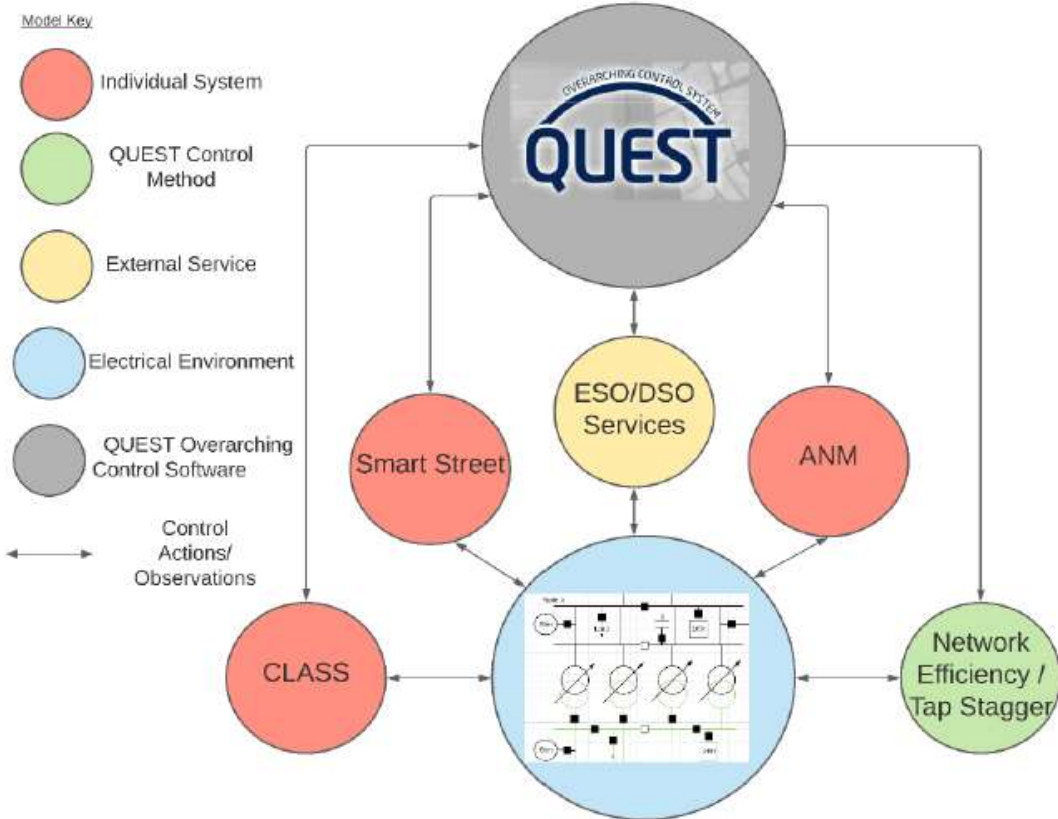 Model Key
Individual System
QUEST Control
Method
External Service
Electrical Environment
QUEST Overarching
Control Software
Control
Actions/
Observations
OVERARCHING CONTROL SYSTEM
QUEST
ESO/DSO
Services
Smart Street
ANM
CLASS
Network
Efficiency /
Tap Stagger